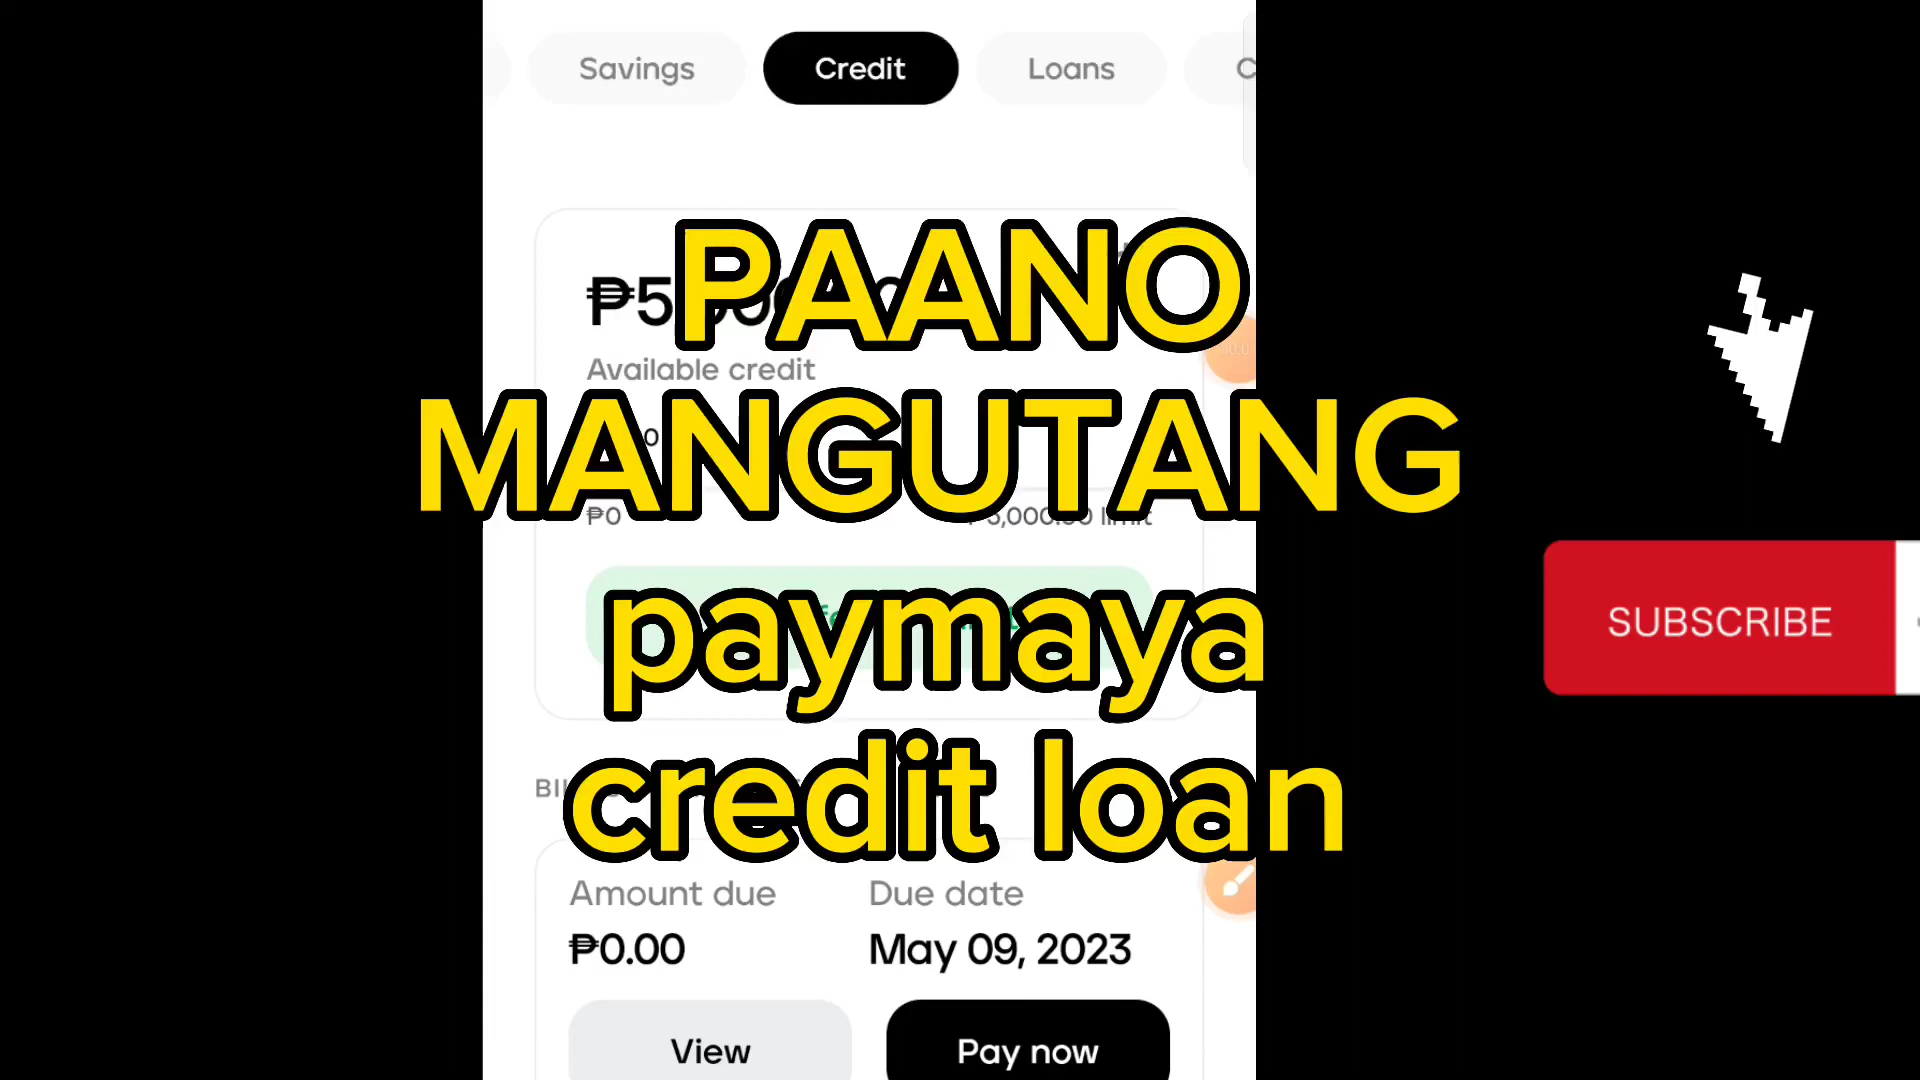 Savings
Credit
Loans
PAANO
Available credit
MANGUTANG
₱0
limit
paymaya
SUBSCRIBE
credit loan
Amount due
Due date
₱0.00
May 09, 2023
View
Pay now